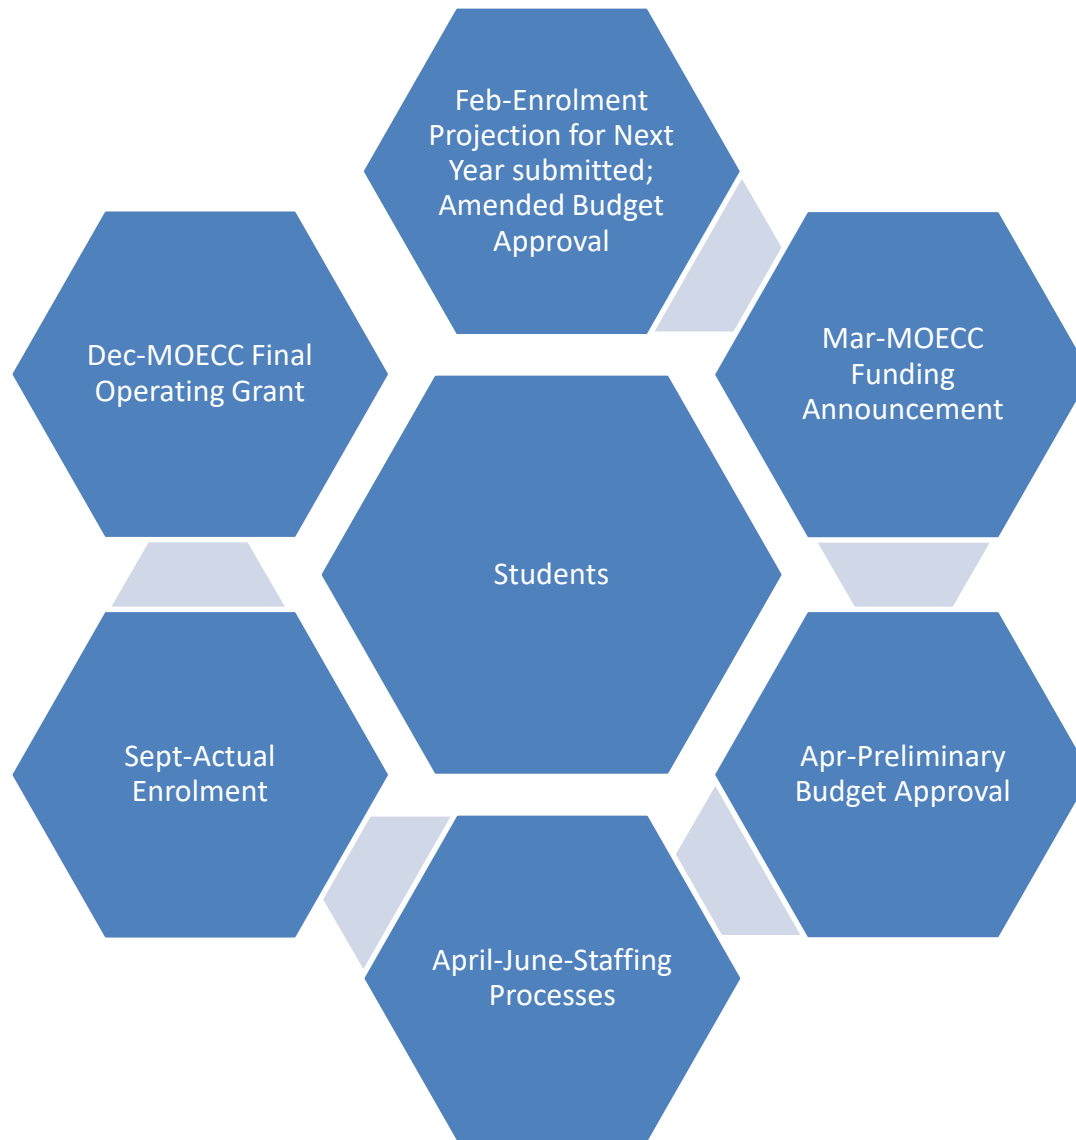 Feb-Enrolment
Projection for Next
Year submitted;
Amended Budget
Approval
Mar-MOECC
Funding
Announcement
Apr-Preliminary
Budget Approval
April-June-Staffing
Processes
Sept-Actual
Enrolment
Dec-MOECC Final
Operating Grant
Students